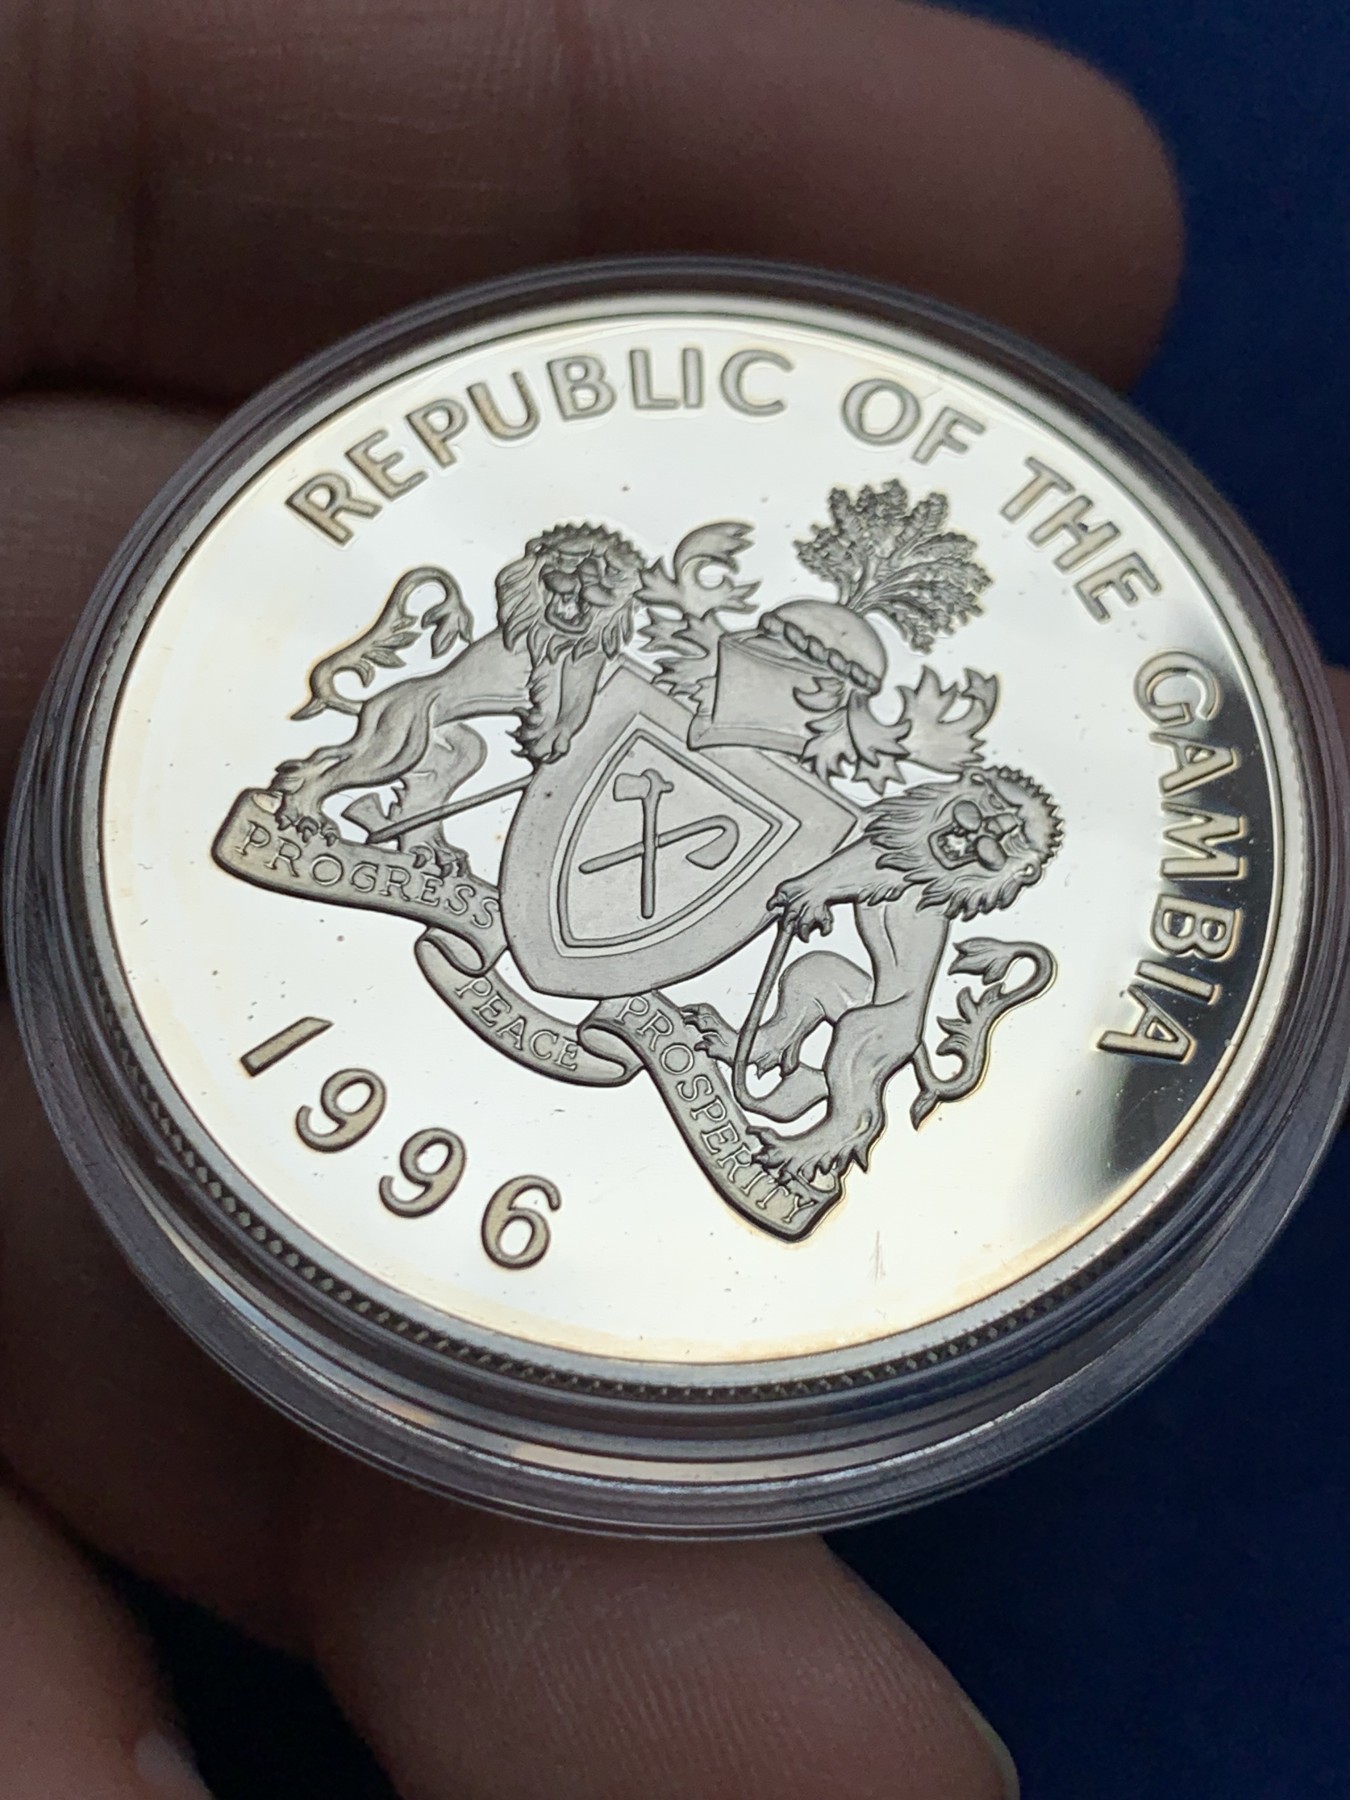 REPUBLIC OF THE GAMBIA
PROGRESS
PEACE
PROSPERITY
1996